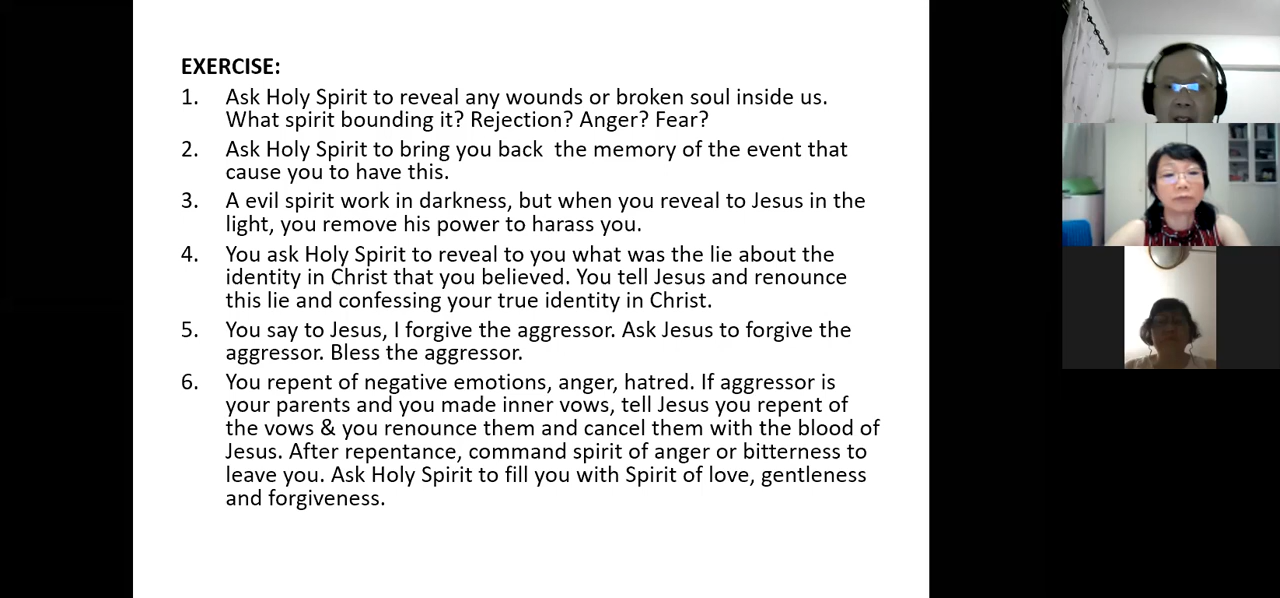 EXERCISE:
1. Ask Holy Spirit to reveal any wounds or broken soul inside us.
What spirit bounding it? Rejection? Anger? Fear?
2. Ask Holy Spirit to bring you back  the memory of the event that
cause you to have this.
3. A evil spirit work in darkness, but when you reveal to Jesus in the
light, you remove his power to harass you.
4. You ask Holy Spirit to reveal to you what was the lie about the
identity in Christ that you believed. You tell Jesus and renounce
this lie and confessing your true identity in Christ.
5. You say to Jesus, I forgive the aggressor. Ask Jesus to forgive the
aggressor. Bless the aggressor.
6. You repent of negative emotions, anger, hatred. If aggressor is
your parents and you made inner vows, tell Jesus you repent of
the vows & you renounce them and cancel them with the blood of
Jesus. After repentance, command spirit of anger or bitterness to
leave you. Ask Holy Spirit to fill you with Spirit of love, gentleness
and forgiveness.